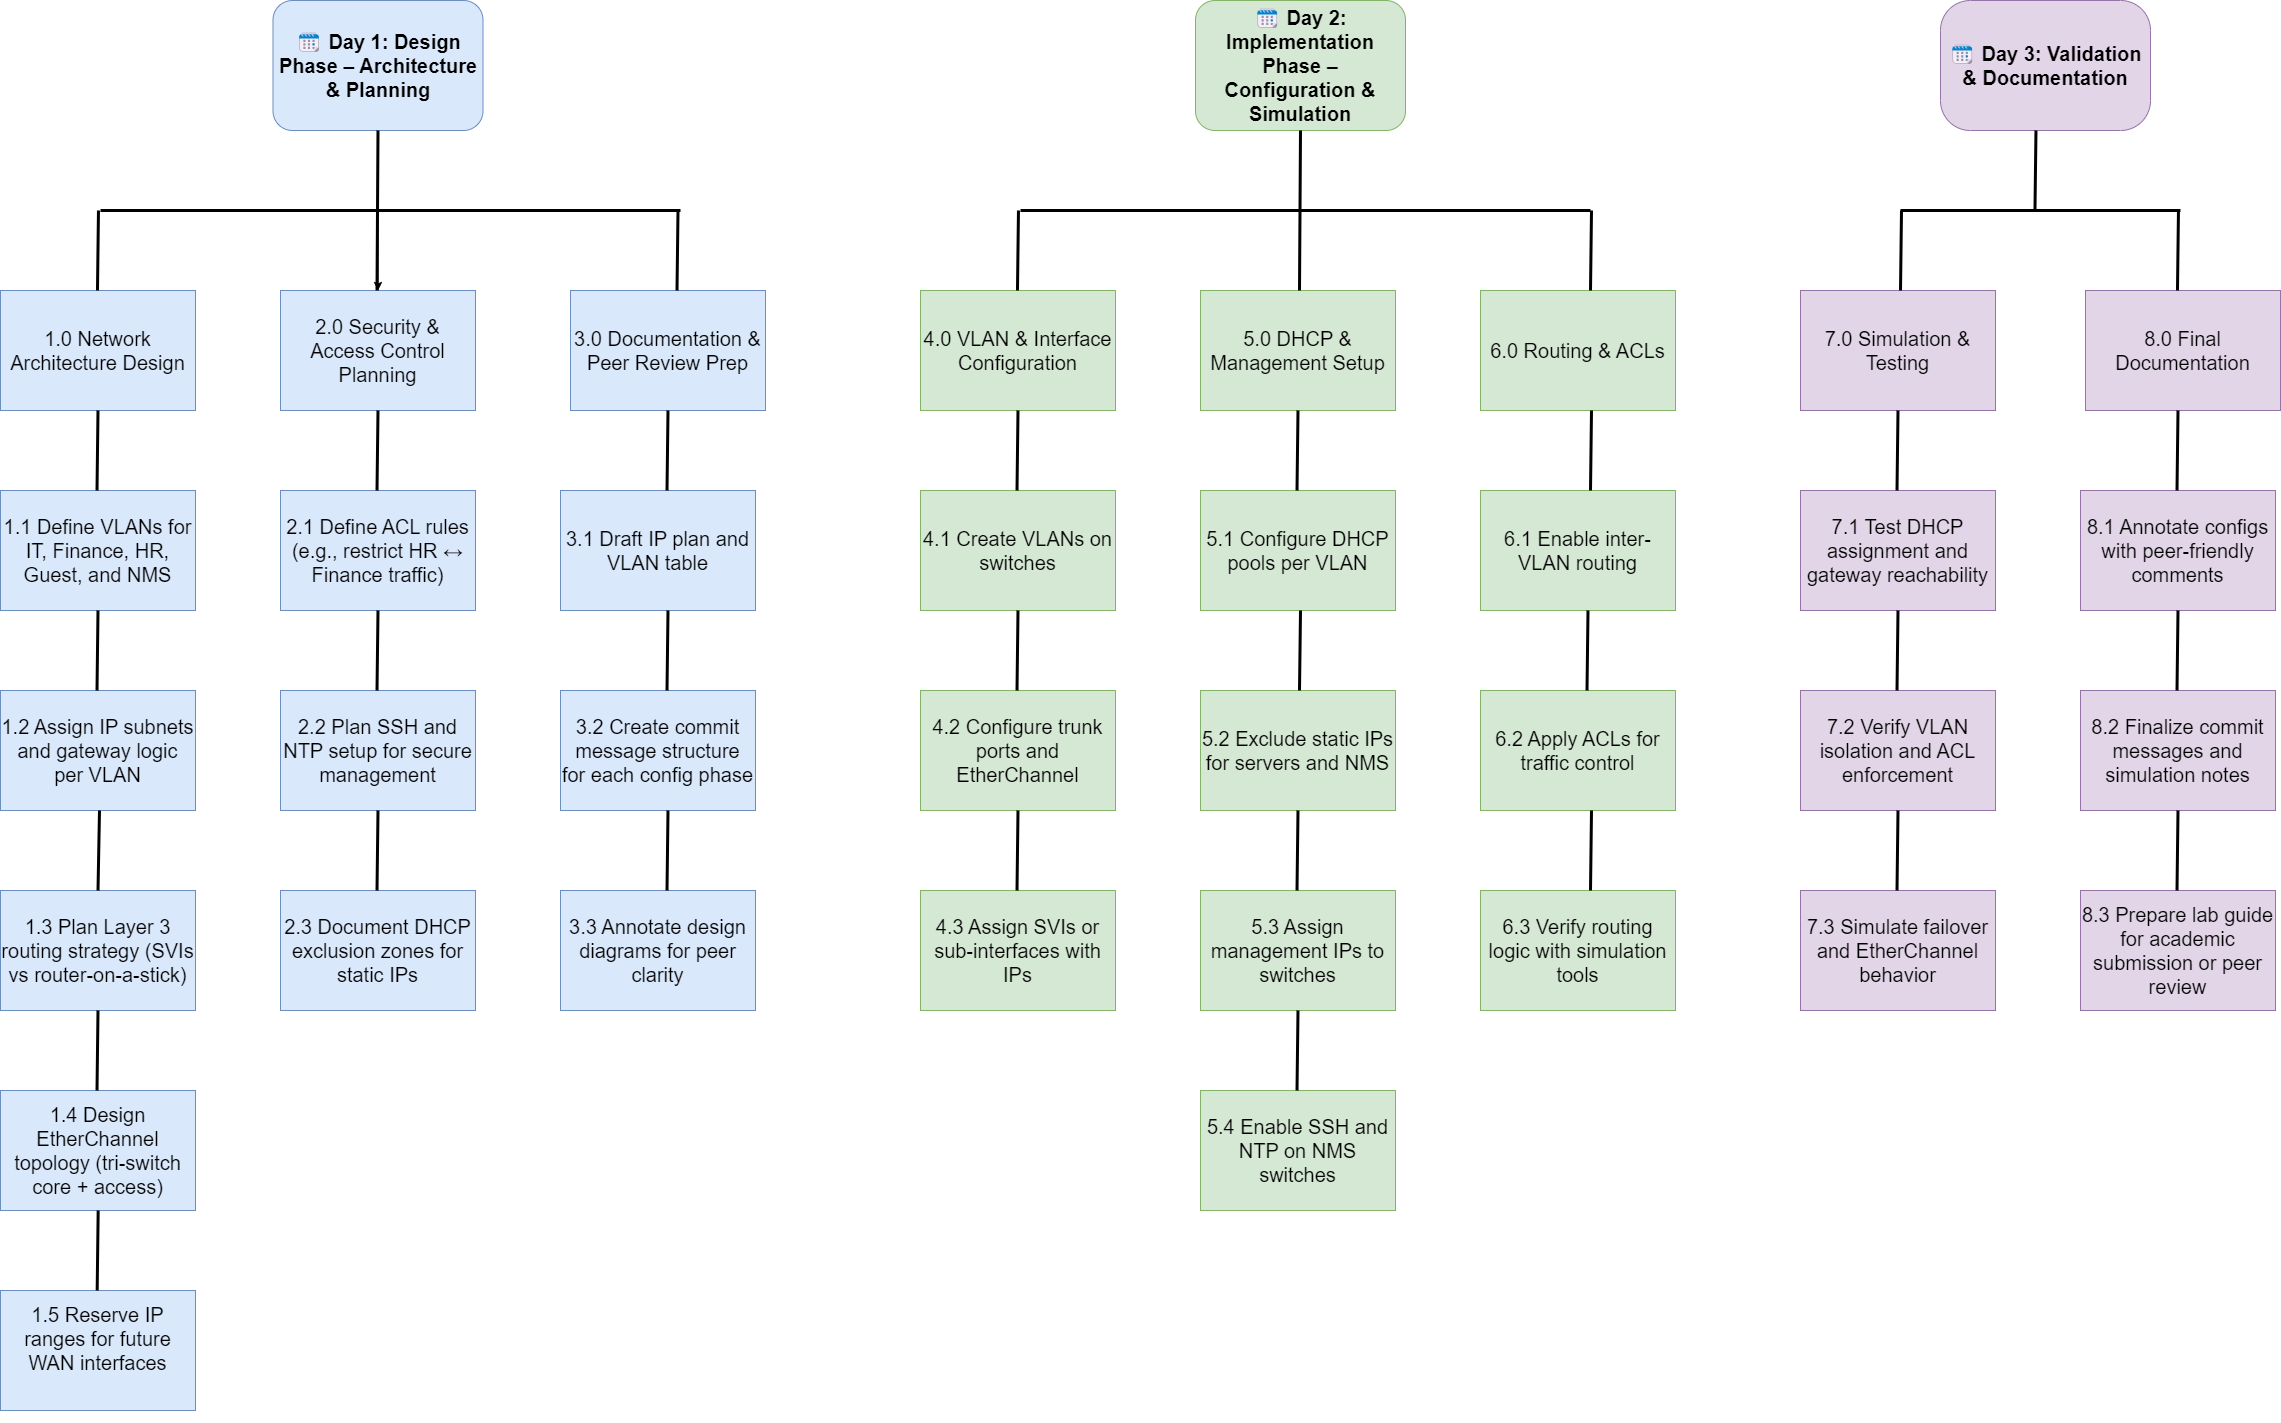 Day 1: Design
Phase – Architecture
& Planning
1.0 Network
Architecture Design
1.1 Define VLANs for
IT, Finance, HR,
Guest, and NMS
1.2 Assign IP subnets
and gateway logic
per VLAN
1.3 Plan Layer 3
routing strategy (SVIs
vs router-on-a-stick)
1.4 Design
EtherChannel
topology (tri-switch
core + access)
1.5 Reserve IP
ranges for future
WAN interfaces
2.0 Security &
Access Control
Planning
2.1 Define ACL rules
(e.g., restrict HR ↔
Finance traffic)
2.2 Plan SSH and
NTP setup for secure
management
2.3 Document DHCP
exclusion zones for
static IPs
3.0 Documentation &
Peer Review Prep
3.1 Draft IP plan and
VLAN table
3.2 Create commit
message structure
for each config phase
3.3 Annotate design
diagrams for peer
clarity
Day 2:
Implementation
Phase –
Configuration &
Simulation
4.0 VLAN & Interface
Configuration
4.1 Create VLANs on
switches
4.2 Configure trunk
ports and
EtherChannel
4.3 Assign SVIs or
sub-interfaces with
IPs
5.0 DHCP &
Management Setup
5.1 Configure DHCP
pools per VLAN
5.2 Exclude static IPs
for servers and NMS
5.3 Assign
management IPs to
switches
5.4 Enable SSH and
NTP on NMS
switches
6.0 Routing & ACLs
6.1 Enable inter-
VLAN routing
6.2 Apply ACLs for
traffic control
6.3 Verify routing
logic with simulation
tools
Day 3: Validation
& Documentation
7.0 Simulation &
Testing
7.1 Test DHCP
assignment and
gateway reachability
7.2 Verify VLAN
isolation and ACL
enforcement
7.3 Simulate failover
and EtherChannel
behavior
8.0 Final
Documentation
8.1 Annotate configs
with peer-friendly
comments
8.2 Finalize commit
messages and
simulation notes
8.3 Prepare lab guide
for academic
submission or peer
review